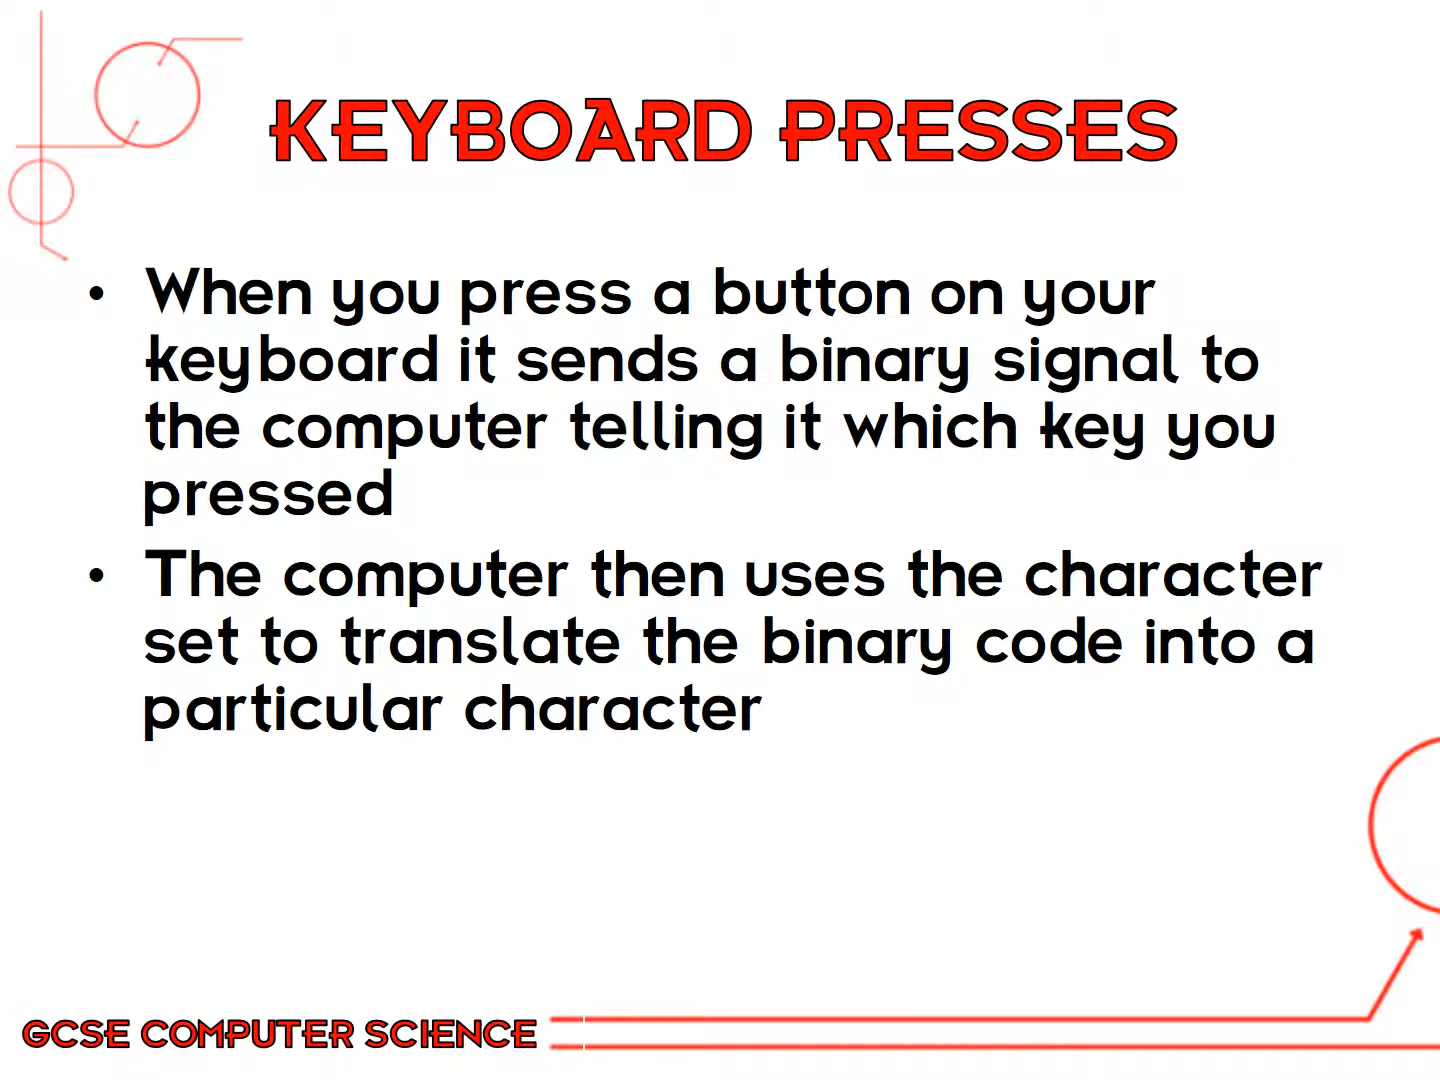 KEYBOARD PRESSES
• When you press a button on your
keyboard it sends a binary signal to
the computer telling it which key you
pressed
• The computer then uses the character
set to translate the binary code into a
particular character
GCSE COMPUTER SCIENCE